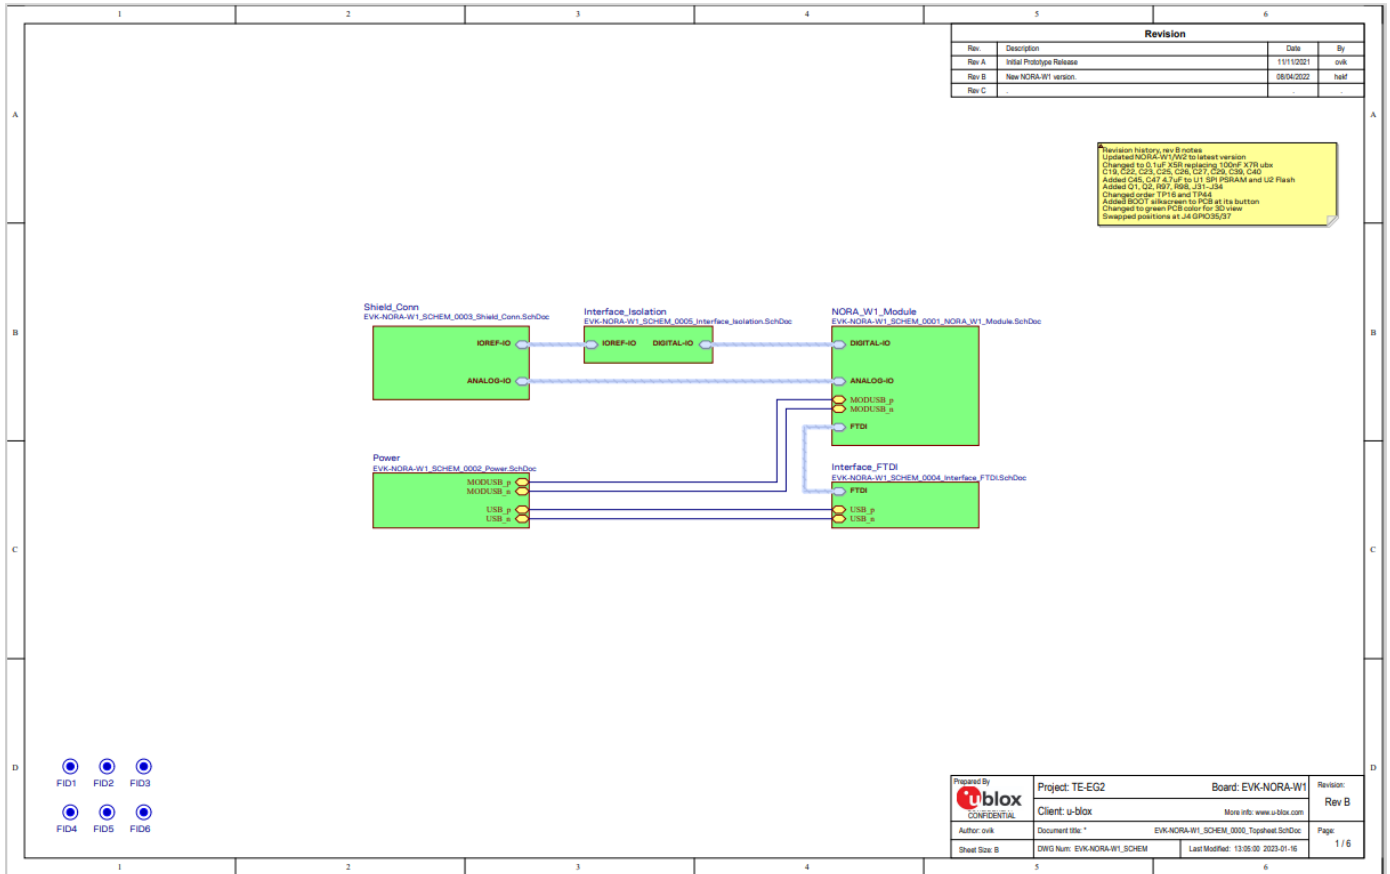 1 2 3 4 5 6
Revision
Rev. Description Date By
Rev A Initial Prototype Release 11/11/2021 ovik
Rev B New NORA-W1 version. 08/04/2022 hekf
Rev C . . .
A A
Revision history, rev B notes
Updated NORA-W1/W2 to latest version
Changed to 0.1uF X5R replacing 100nF X7R ubx
C19, C22, C23, C25, C26, C27, C29, C39, C40
Added C45, C47 4.7uF to U1 SPI PSRAM and U2 Flash
Added Q1, Q2, R97, R98, J31-J34
Changed order TP16 and TP44
Added BOOT silkscreen to PCB at its button
Changed to green PCB color for 3D view
Swapped positions at J4 GPIO35/37
Shield_Conn
EVK-NORA-W1_SCHEM_0003_Shield_Conn.SchDoc
IOREF-IO
ANALOG-IO
Interface_Isolation
EVK-NORA-W1_SCHEM_0005_Interface_Isolation.SchDoc
IOREF-IO DIGITAL-IO
NORA_W1_Module
EVK-NORA-W1_SCHEM_0001_NORA_W1_Module.SchDoc
DIGITAL-IO
ANALOG-IO
MODUSB_p
MODUSB_n
FTDI
B B
Power
EVK-NORA-W1_SCHEM_0002_Power.SchDoc
MODUSB_p
MODUSB_n
USB_p
USB_n
Interface_FTDI
EVK-NORA-W1_SCHEM_0004_Interface_FTDI.SchDoc
FTDI
USB_p
USB_n
C C
D D
FID1 FID2 FID3
FID4 FID5 FID6
Prepared By
ublox
CONFIDENTIAL
Project: TE-EG2 Board: EVK-NORA-W1
Revision:
Rev B
Client: u-blox More info: www.u-blox.com
Author: ovik Document title: * EVK-NORA-W1_SCHEM_0000_Topsheet.SchDoc
Page:
1 / 6
Sheet Size: B DWG Num: EVK-NORA-W1_SCHEM Last Modified: 13:05:00 2023-01-16
1 2 3 4 5 6